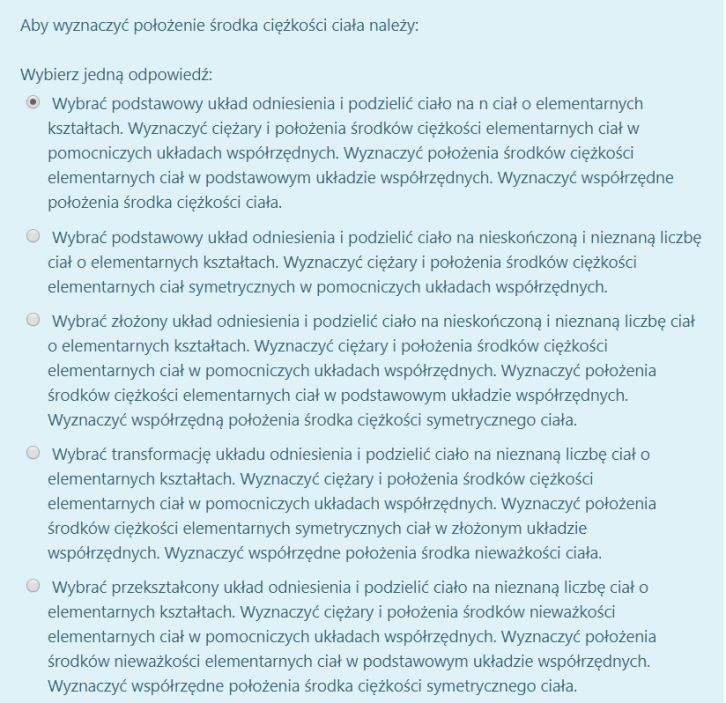 Aby wyznaczyć położenie środka ciężkości ciała należy:
Wybierz jedną odpowiedź:
Wybrać podstawowy układ odniesienia i podzielić ciało na n ciał o elementarnych
kształtach. Wyznaczyć ciężary i położenia środków ciężkości elementarnych ciał w
pomocniczych układach współrzędnych. Wyznaczyć położenia środków ciężkości
elementarnych ciał w podstawowym układzie współrzędnych. Wyznaczyć współrzędne
położenia środka ciężkości ciała.
Wybrać podstawowy układ odniesienia i podzielić ciało na nieskończoną i nieznaną liczbę
ciał o elementarnych kształtach. Wyznaczyć ciężary i położenia środków ciężkości
elementarnych ciał symetrycznych w pomocniczych układach współrzędnych.
Wybrać złożony układ odniesienia i podzielić ciało na nieskończoną i nieznaną liczbę ciał
o elementarnych kształtach. Wyznaczyć ciężary i położenia środków ciężkości
elementarnych ciał w pomocniczych układach współrzędnych. Wyznaczyć położenia
środków ciężkości elementarnych ciał w podstawowym układzie współrzędnych.
Wyznaczyć współrzędną położenia środka ciężkości symetrycznego ciała.
Wybrać transformację układu odniesienia i podzielić ciało na nieznaną liczbę ciał o
elementarnych kształtach. Wyznaczyć ciężary i położenia środków ciężkości
elementarnych ciał w pomocniczych układach współrzędnych. Wyznaczyć położenia
środków ciężkości elementarnych symetrycznych ciał w złożonym układzie
współrzędnych. Wyznaczyć współrzędne położenia środka nieważkości ciała.
Wybrać przekształcony układ odniesienia i podzielić ciało na nieznaną liczbę ciał o
elementarnych kształtach. Wyznaczyć ciężary i położenia środków nieważkości
elementarnych ciał w pomocniczych układach współrzędnych. Wyznaczyć położenia
środków nieważkości elementarnych ciał w podstawowym układzie współrzędnych.
Wyznaczyć współrzędne położenia środka ciężkości symetrycznego ciała.